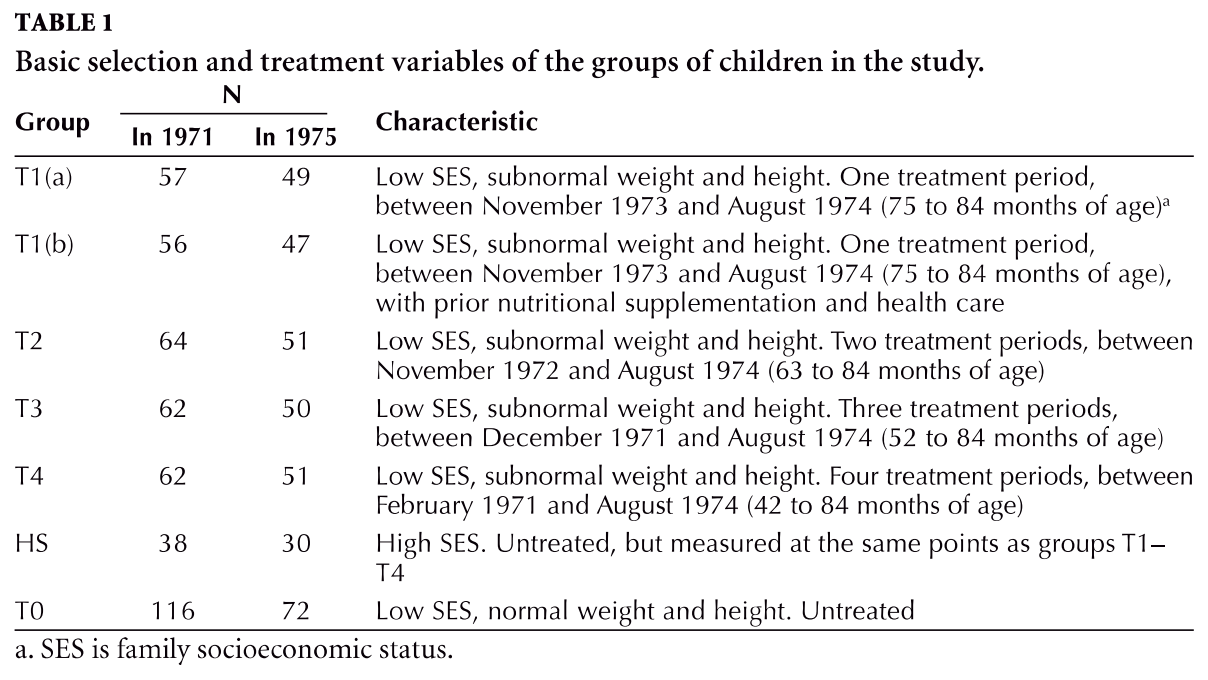 TABLE 1
Basic selection and treatment variables of the groups of children in the study.
N
Group In 1971 In 1975 Characteristic
T1(a) 57 49 Low SES, subnormal weight and height. One treatment period,
between November 1973 and August 1974 (75 to 84 months of age)a
T1(b) 56 47 Low SES, subnormal weight and height. One treatment period,
between November 1973 and August 1974 (75 to 84 months of age),
with prior nutritional supplementation and health care
T2 64 51 Low SES, subnormal weight and height. Two treatment periods, between
November 1972 and August 1974 (63 to 84 months of age)
T3 62 50 Low SES, subnormal weight and height. Three treatment periods,
between December 1971 and August 1974 (52 to 84 months of age)
T4 62 51 Low SES, subnormal weight and height. Four treatment periods, between
February 1971 and August 1974 (42 to 84 months of age)
HS 38 30 High SES. Untreated, but measured at the same points as groups T1–
T4
T0 116 72 Low SES, normal weight and height. Untreated
a. SES is family socioeconomic status.